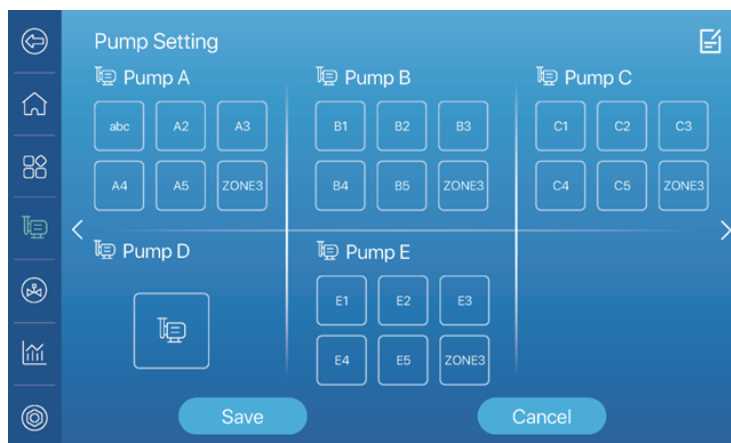 Pump Setting
Pump A
abc A2 A3
A4 A5 ZONE3
Pump B
B1 B2 B3
B4 B5 ZONE3
Pump C
C1 C2 C3
C4 C5 ZONE3
Pump D
Pump E
E1 E2 E3
E4 E5 ZONE3
Save Cancel